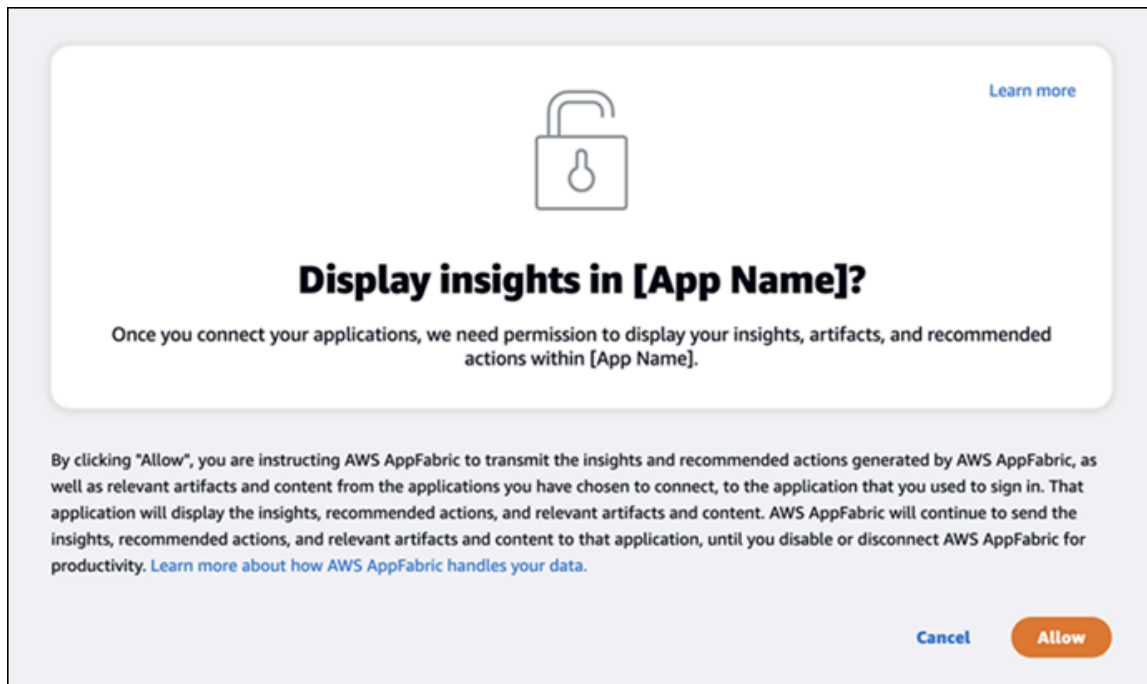 Learn more
Display insights in [App Name]?
Once you connect your applications, we need permission to display your insights, artifacts, and recommended
actions within [App Name].
By clicking "Allow", you are instructing AWS AppFabric to transmit the insights and recommended actions generated by AWS AppFabric, as
well as relevant artifacts and content from the applications you have chosen to connect, to the application that you used to sign in. That
application will display the insights, recommended actions, and relevant artifacts and content. AWS AppFabric will continue to send the
insights, recommended actions, and relevant artifacts and content to that application, until you disable or disconnect AWS AppFabric for
productivity. Learn more about how AWS AppFabric handles your data.
Cancel Allow